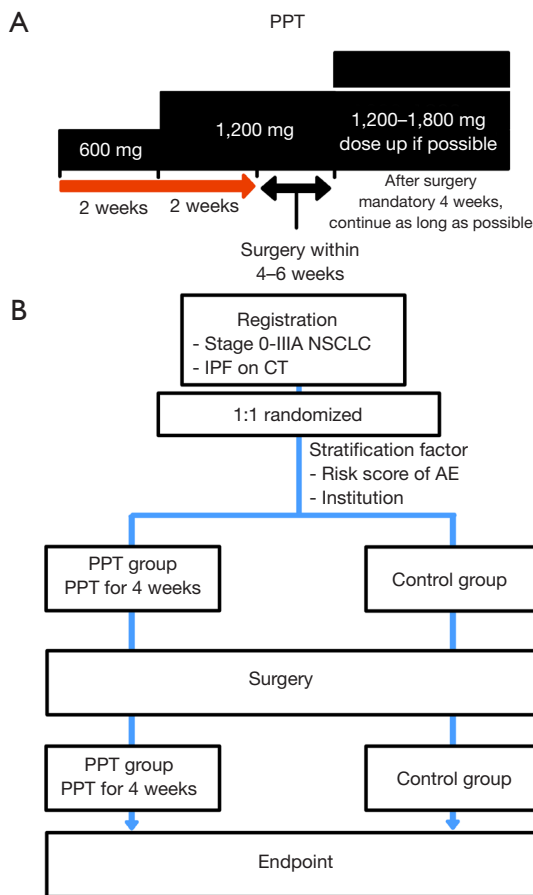 A
PPT
600 mg
1,200 mg
1,200–1,800 mg
dose up if possible
2 weeks
2 weeks
After surgery
mandatory 4 weeks,
continue as long as possible
Surgery within
4–6 weeks
B
Registration
- Stage 0-IIIA NSCLC
- IPF on CT
1:1 randomized
Stratification factor
- Risk score of AE
- Institution
PPT group
PPT for 4 weeks
Control group
Surgery
PPT group
PPT for 4 weeks
Control group
Endpoint